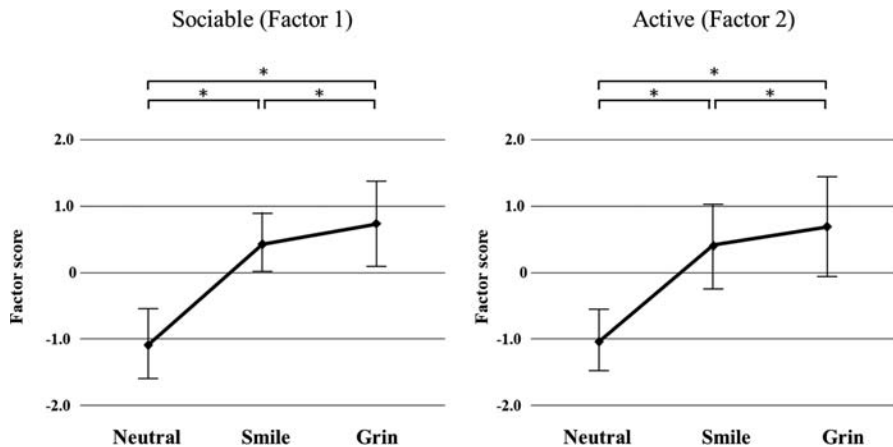 Sociable (Factor 1)
*
* *
2.0
1.0
0
-1.0
-2.0
Factor score
Neutral Smile Grin
Active (Factor 2)
*
* *
2.0
1.0
0
-1.0
-2.0
Factor score
Neutral Smile Grin